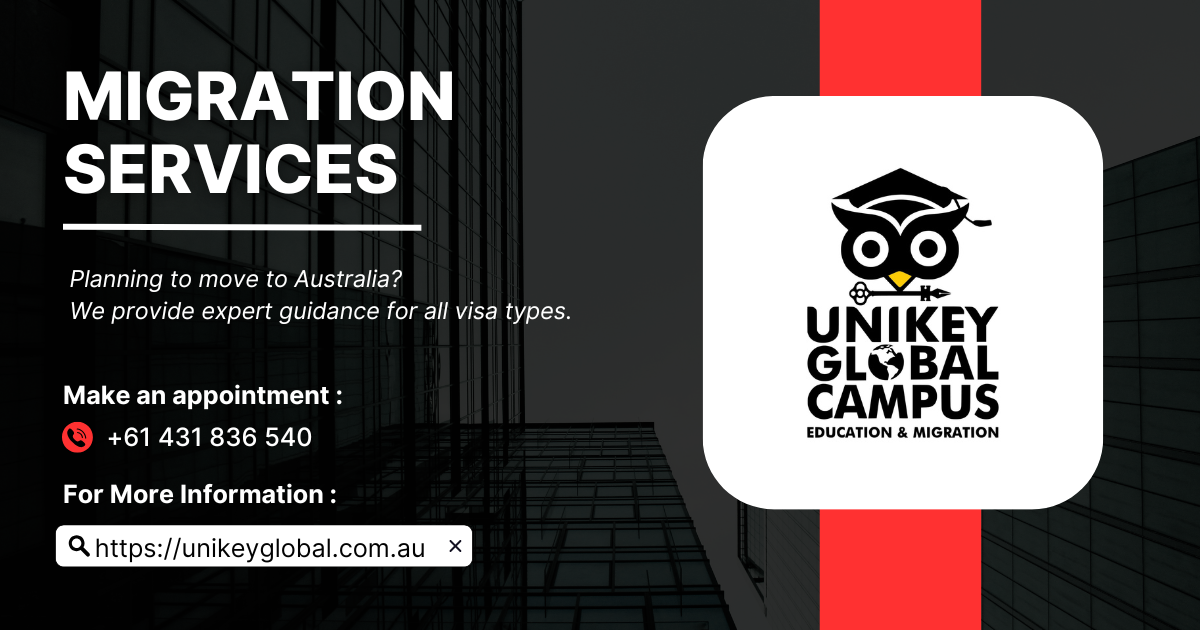 MIGRATION
SERVICES
Planning to move to Australia?
We provide expert guidance for all visa types.
Make an appointment :
+61 431 836 540
For More Information :
https://unikeyglobal.com.au
UNIKEY
GLOBAL
CAMPUS
EDUCATION & MIGRATION